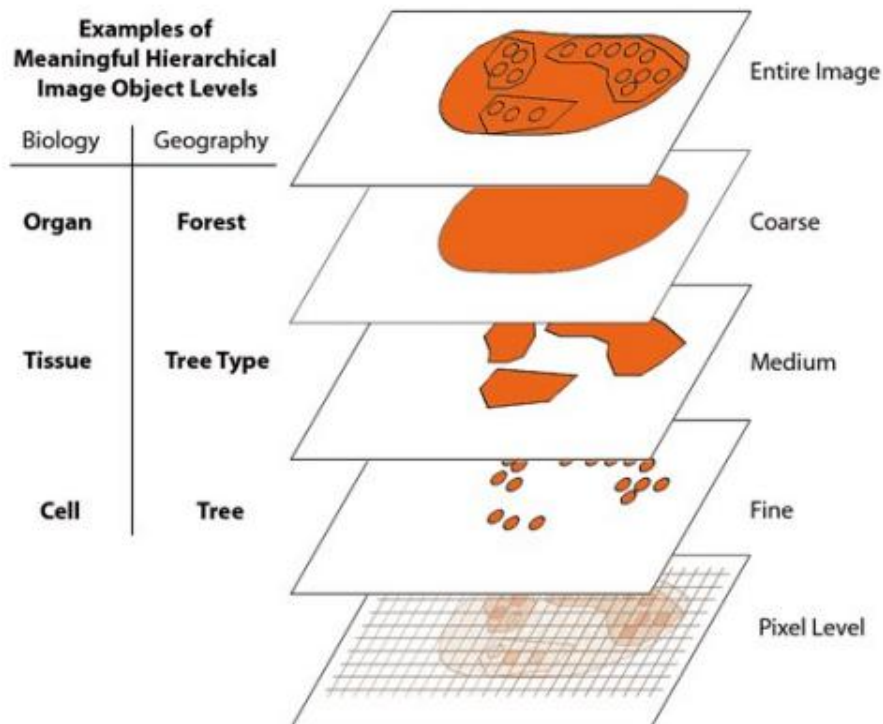 Examples of
Meaningful Hierarchical
Image Object Levels
Biology Geography
Organ Forest
Tissue Tree Type
Cell Tree
Entire Image
Coarse
Medium
Fine
Pixel Level